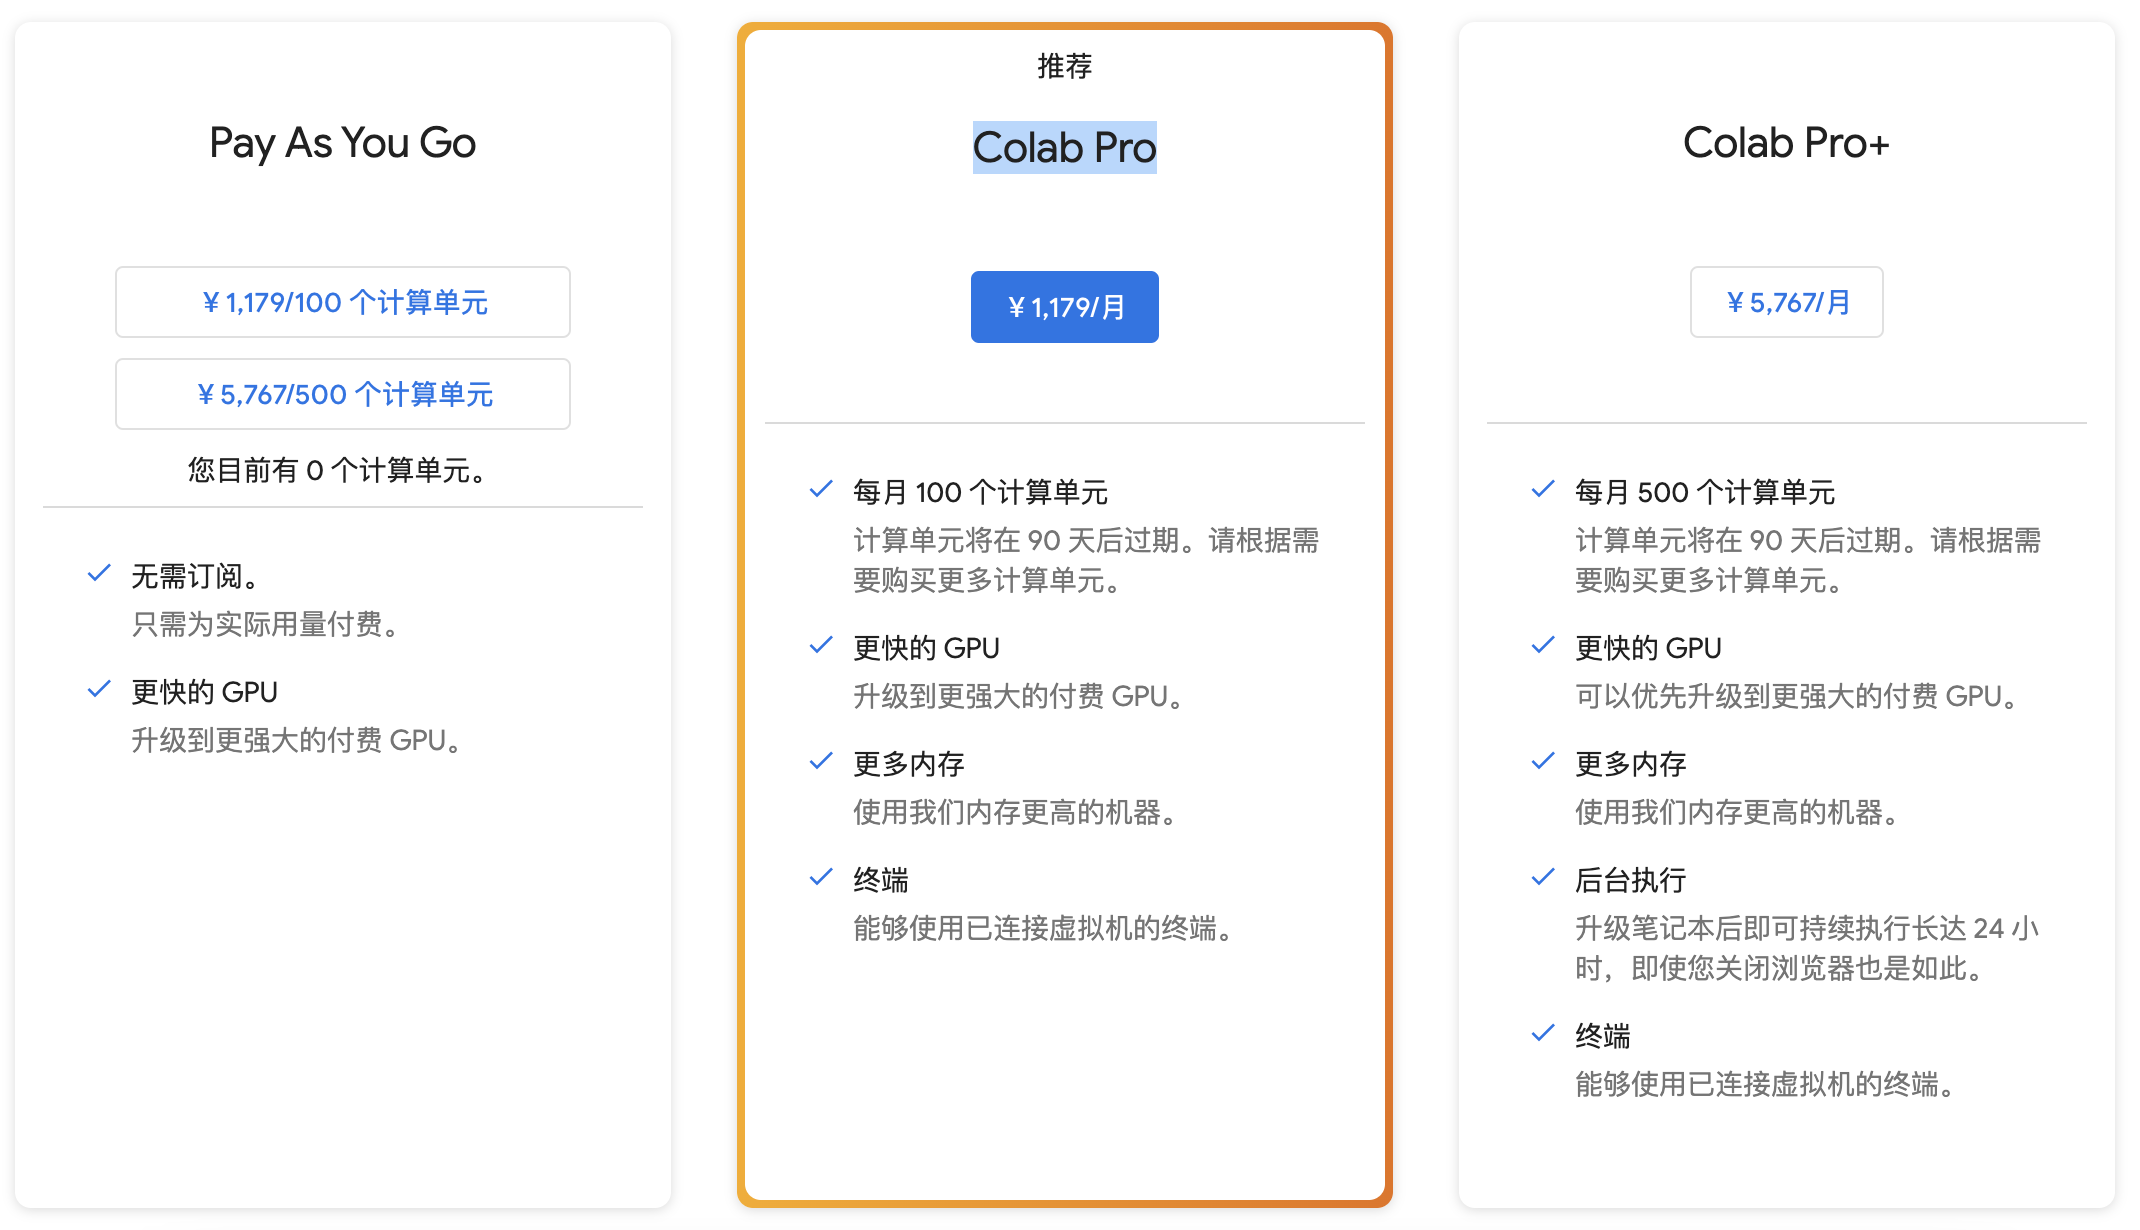 Pay As You Go
¥ 1,179/100 个计算单元
¥ 5,767/500 个计算单元
您目前有 0 个计算单元。
无需订阅。
只需为实际用量付费。
更快的 GPU
升级到更强大的付费 GPU。
推荐
Colab Pro
¥ 1,179/月
每月 100 个计算单元
计算单元将在 90 天后过期。请根据需
要购买更多计算单元。
更快的 GPU
升级到更强大的付费 GPU。
更多内存
使用我们内存更高的机器。
终端
能够使用已连接虚拟机的终端。
Colab Pro+
¥ 5,767/月
每月 500 个计算单元
计算单元将在 90 天后过期。请根据需
要购买更多计算单元。
更快的 GPU
可以优先升级到更强大的付费 GPU。
更多内存
使用我们内存更高的机器。
后台执行
升级笔记本后即可持续执行长达 24 小
时，即使您关闭浏览器也是如此。
终端
能够使用已连接虚拟机的终端。